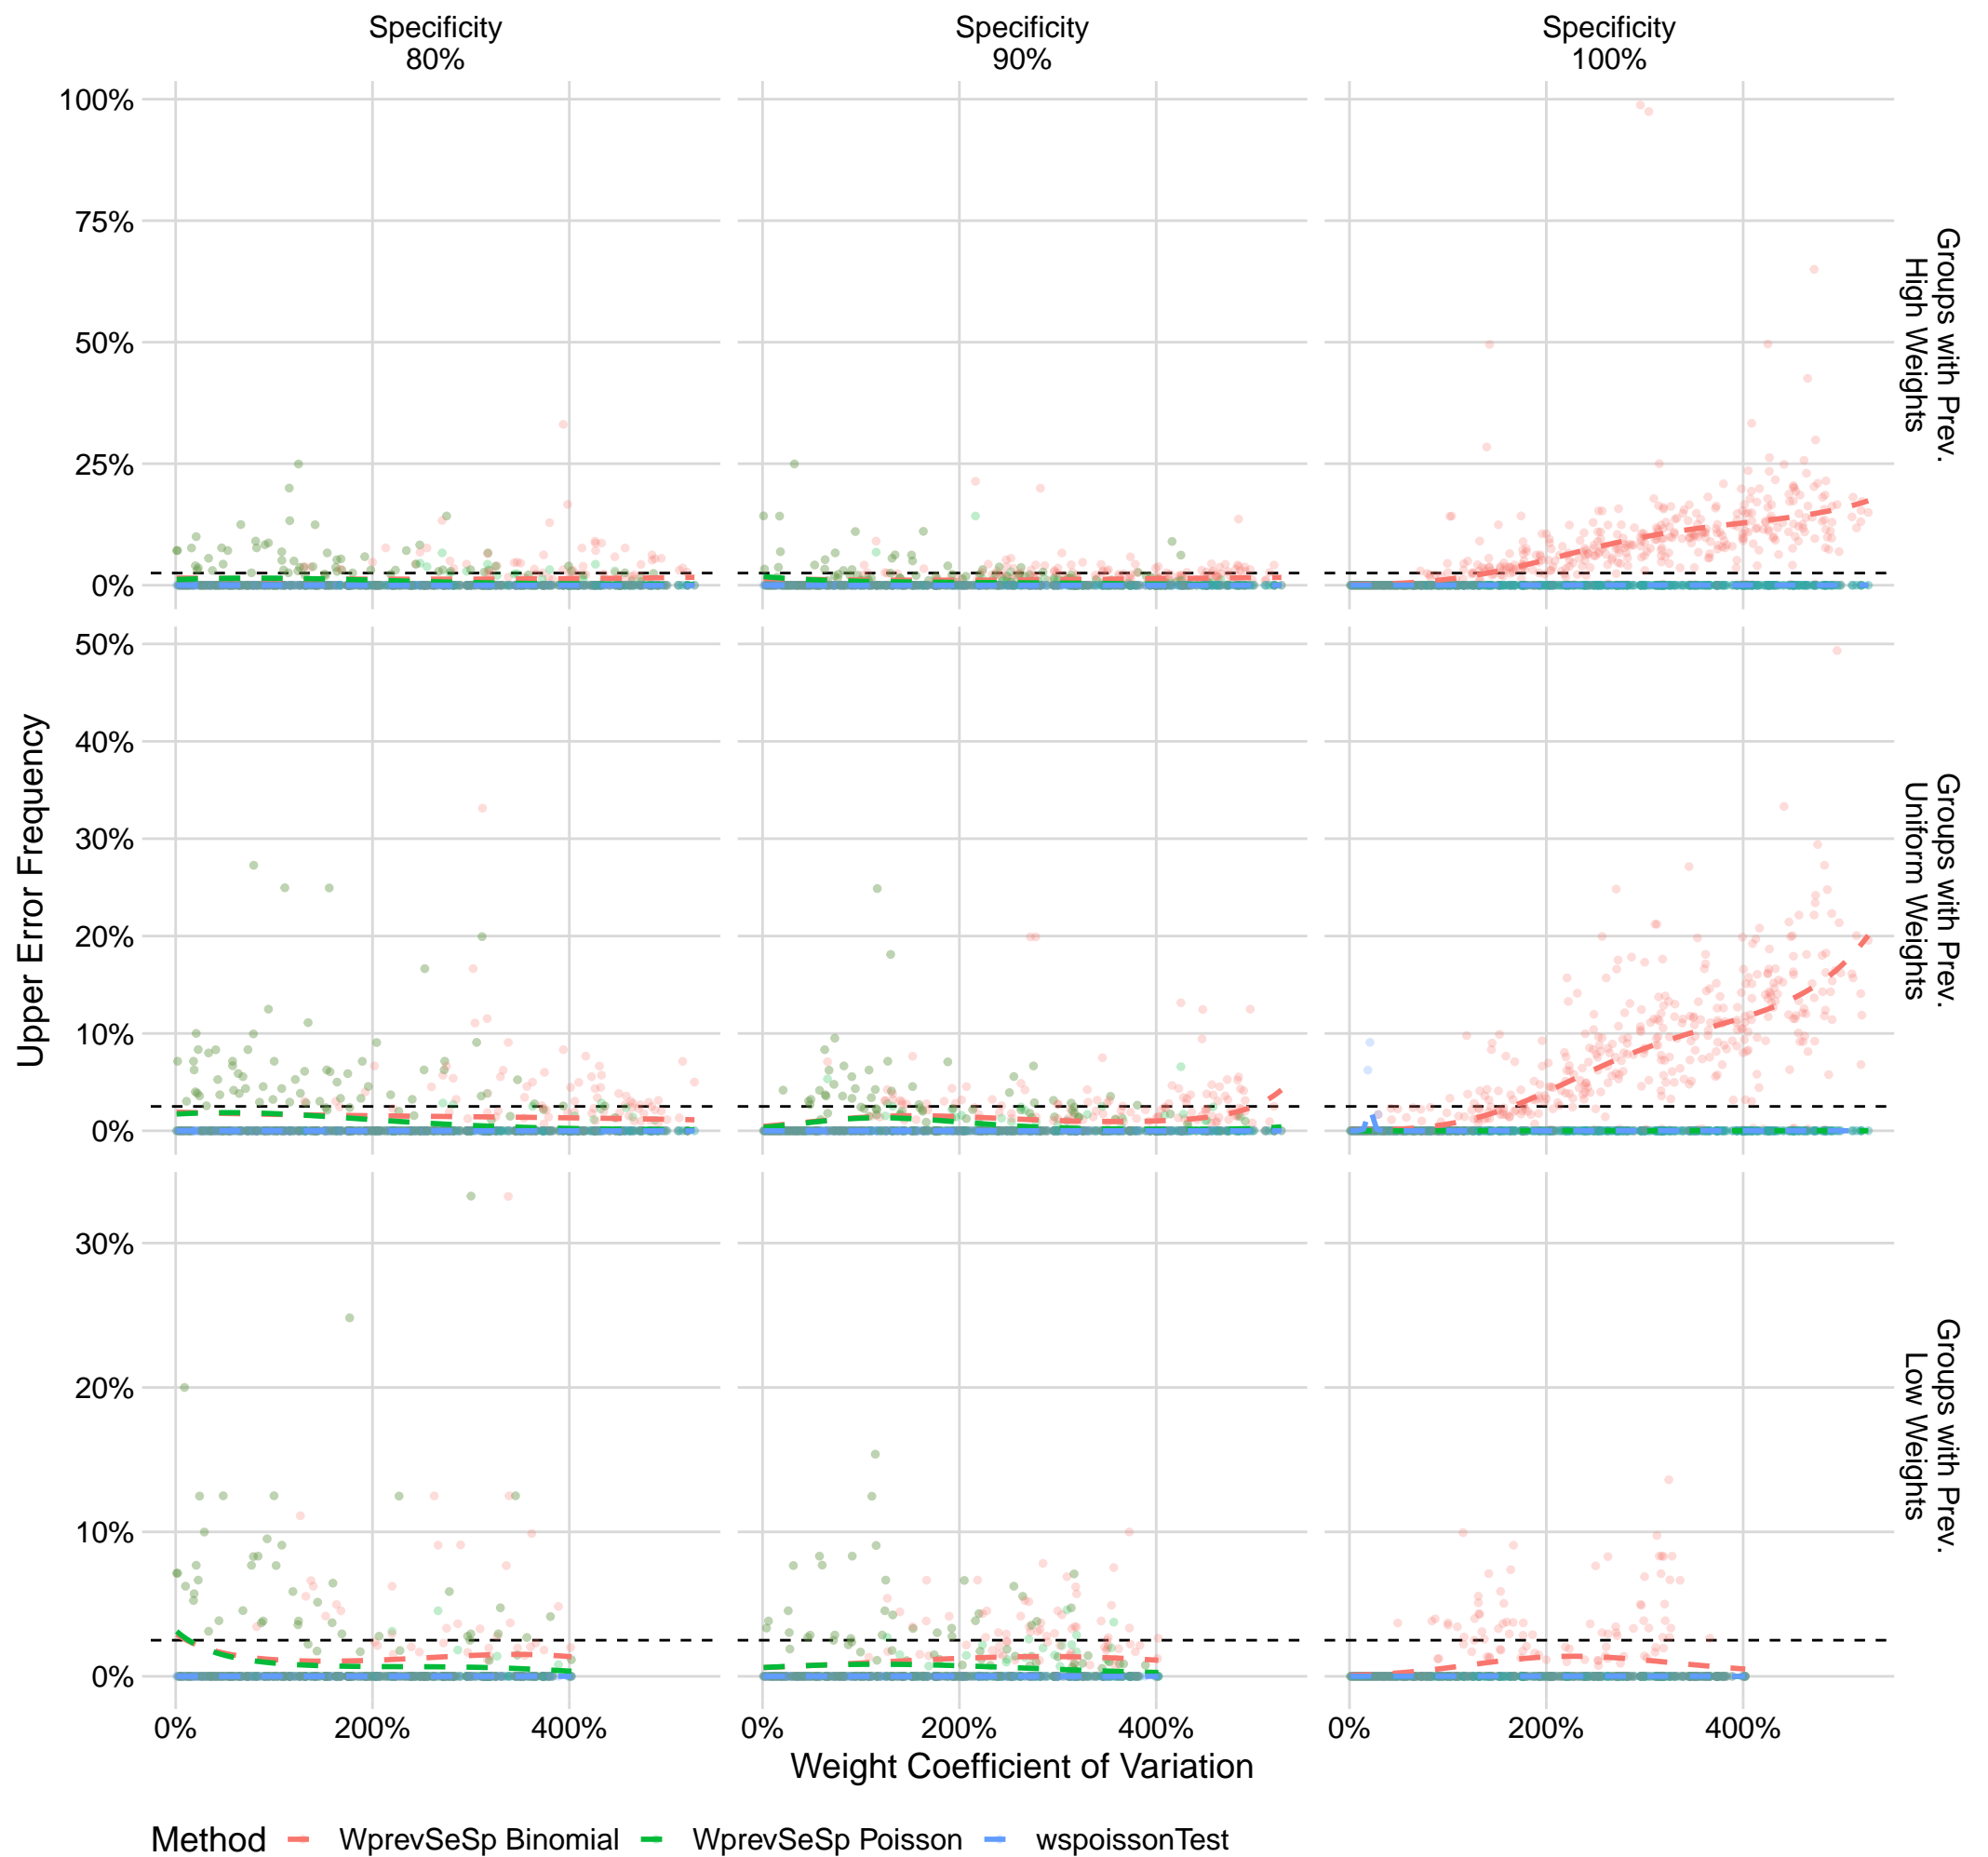 Specificity
80%
Specificity
90%
Specificity
100%
100%
75%
50%
25%
0%
Groups with Prev.
High Weights
50%
40%
30%
20%
10%
0%
Groups with Prev.
Uniform Weights
30%
20%
10%
0%
Groups with Prev.
Low Weights
Upper Error Frequency
0%
200%
400%
0%
200%
400%
0%
200%
400%
Weight Coefficient of Variation
Method
WprevSeSp Binomial
WprevSeSp Poisson
wspoissonTest